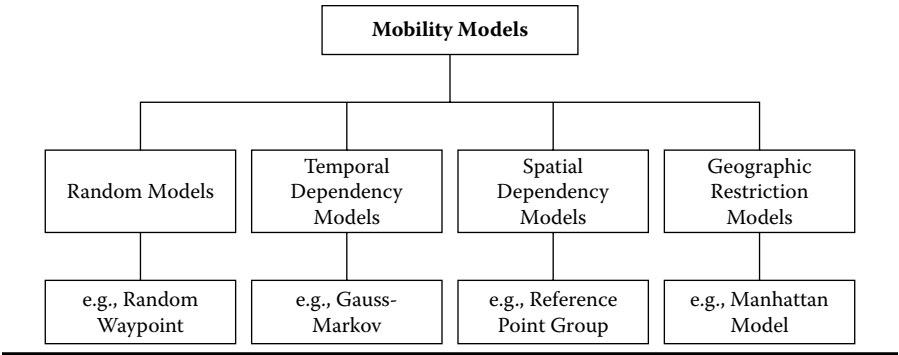 Mobility Models
Random Models
Temporal
Dependency
Models
Spatial
Dependency
Models
Geographic
Restriction
Models
e.g., Random
Waypoint
e.g., Gauss-
Markov
e.g., Reference
Point Group
e.g., Manhattan
Model